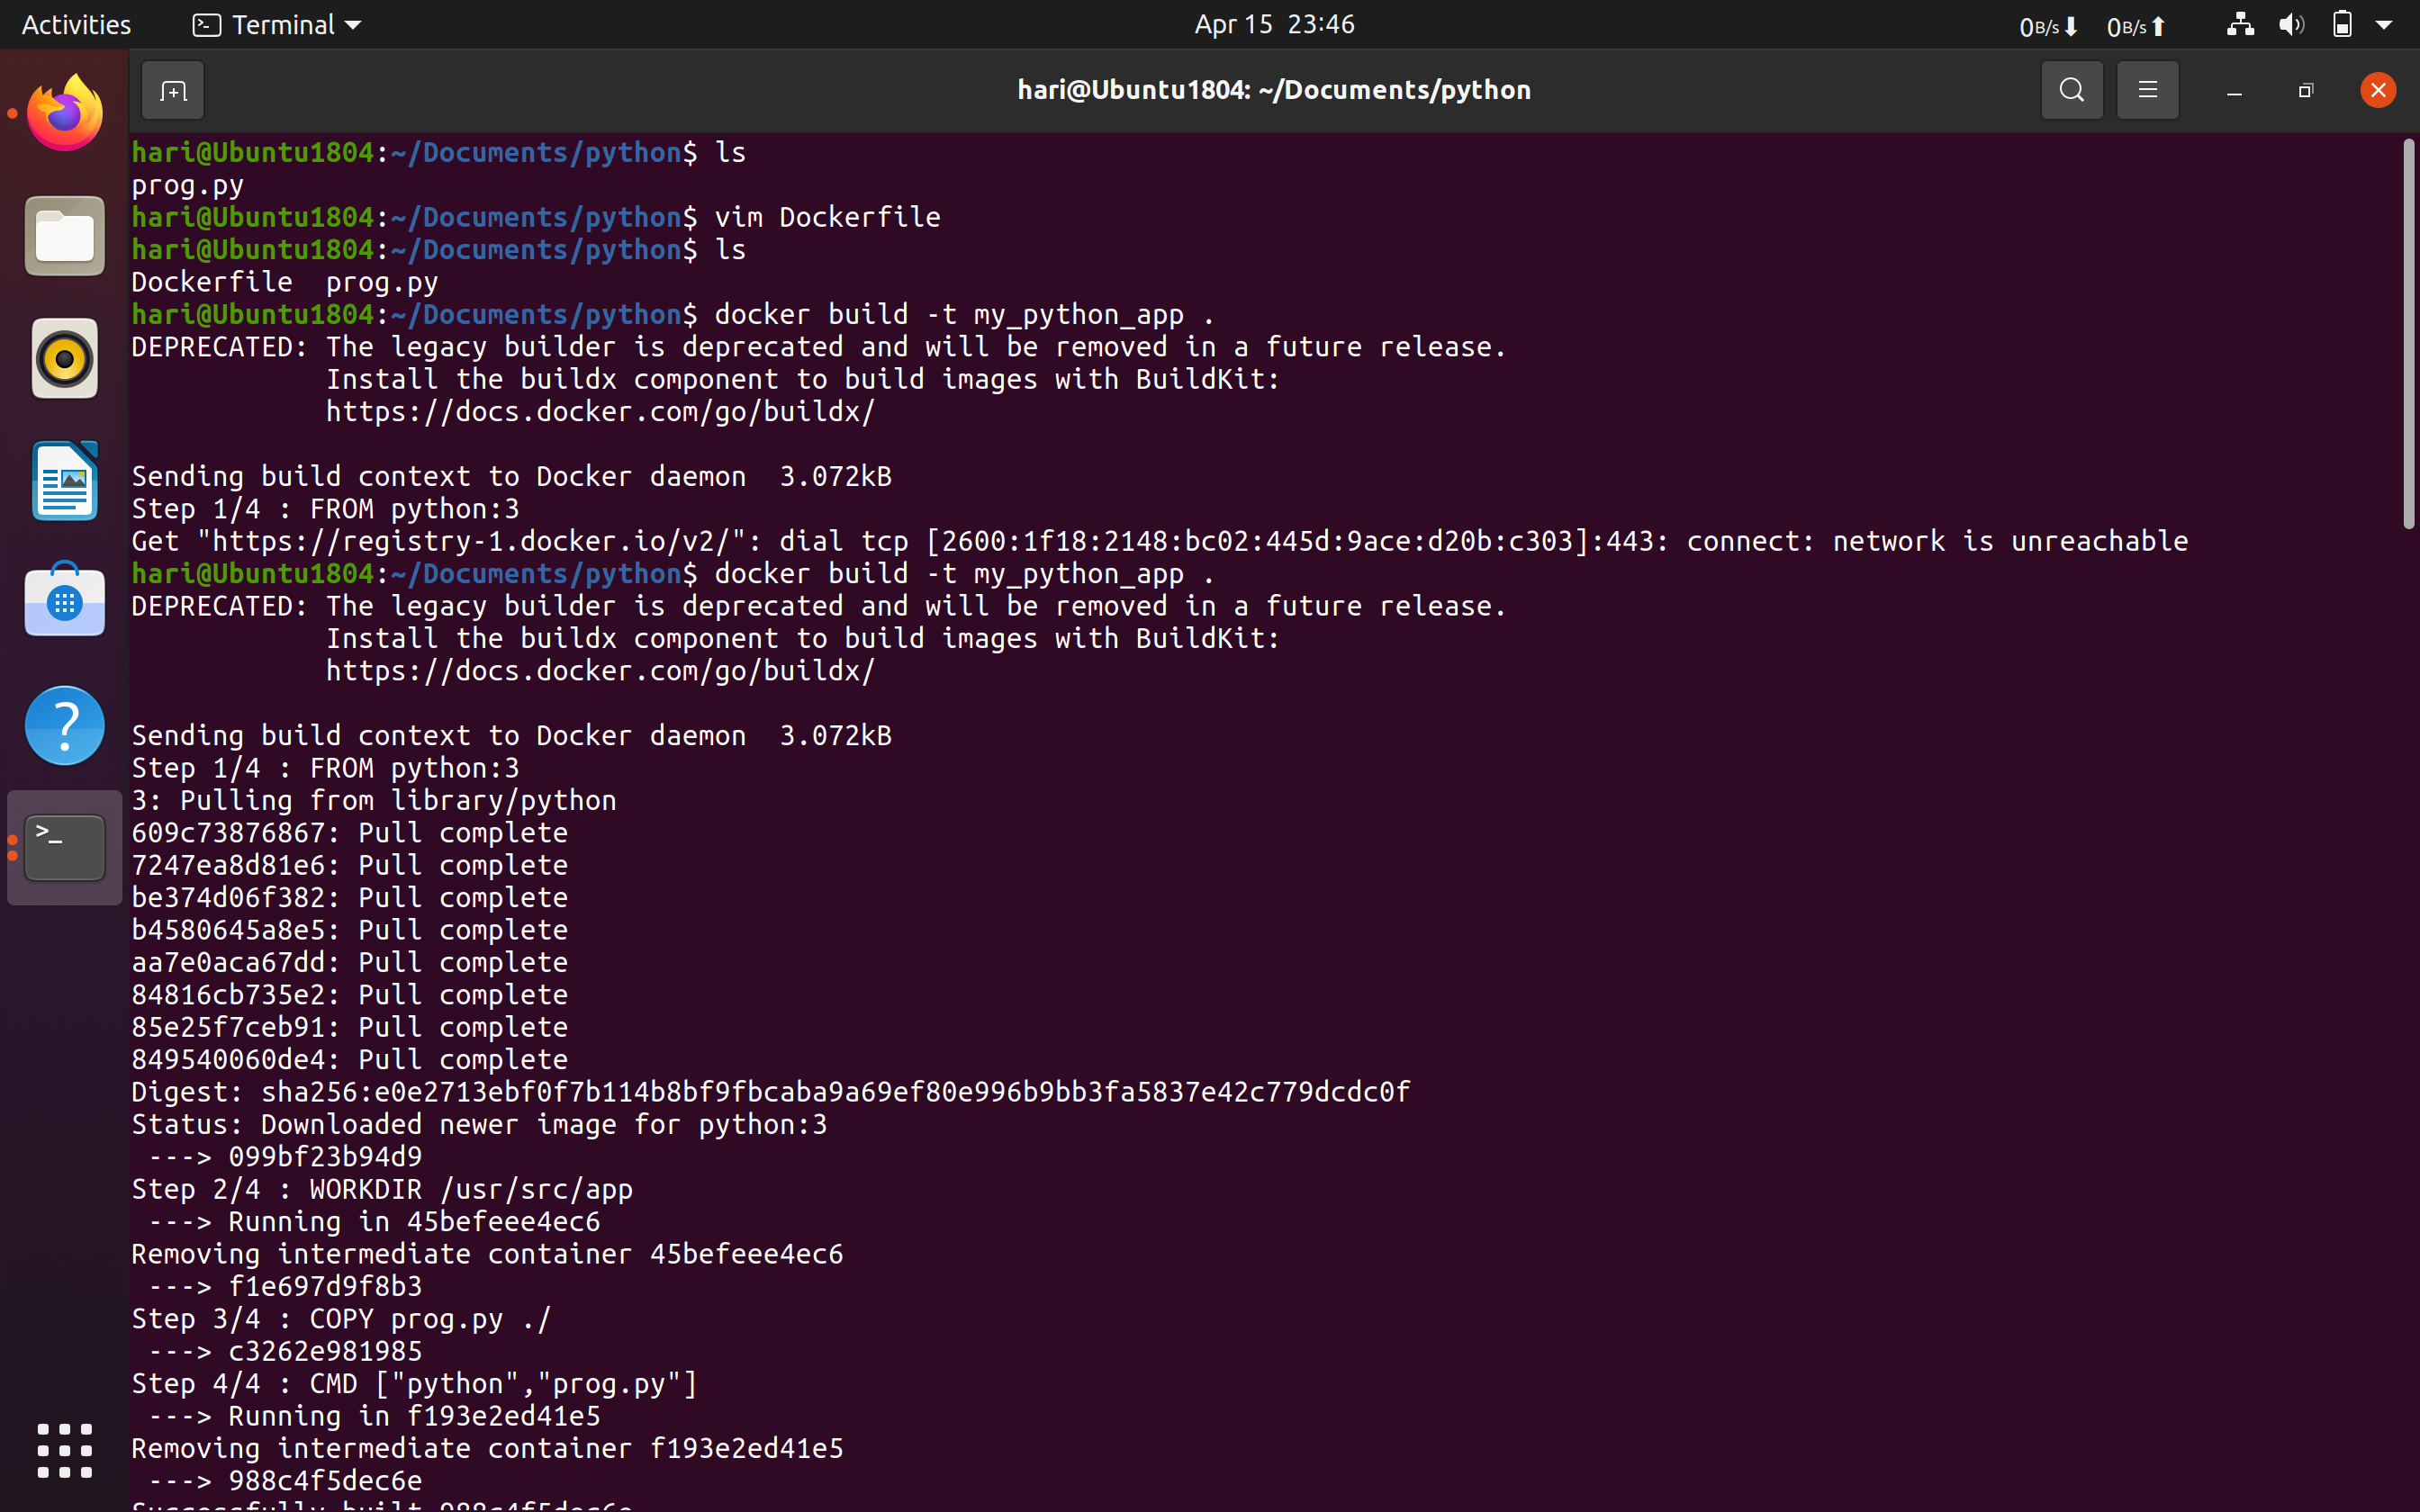 Activities Terminal Apr 15 23:46 0B/s 0B/s
hari@Ubuntu1804: ~/Documents/python
hari@Ubuntu1804:~/Documents/python$ ls
prog.py
hari@Ubuntu1804:~/Documents/python$ vim Dockerfile
hari@Ubuntu1804:~/Documents/python$ ls
Dockerfile  prog.py
hari@Ubuntu1804:~/Documents/python$ docker build -t my_python_app .
DEPRECATED: The legacy builder is deprecated and will be removed in a future release.
            Install the buildx component to build images with BuildKit:
            https://docs.docker.com/go/buildx/
Sending build context to Docker daemon  3.072kB
Step 1/4 : FROM python:3
Get "https://registry-1.docker.io/v2/": dial tcp [2600:1f18:2148:bc02:445d:9ace:d20b:c303]:443: connect: network is unreachable
hari@Ubuntu1804:~/Documents/python$ docker build -t my_python_app .
DEPRECATED: The legacy builder is deprecated and will be removed in a future release.
            Install the buildx component to build images with BuildKit:
            https://docs.docker.com/go/buildx/
Sending build context to Docker daemon  3.072kB
Step 1/4 : FROM python:3
3: Pulling from library/python
609c73876867: Pull complete
7247ea8d81e6: Pull complete
be374d06f382: Pull complete
b4580645a8e5: Pull complete
aa7e0aca67dd: Pull complete
84816cb735e2: Pull complete
85e25f7ceb91: Pull complete
849540060de4: Pull complete
Digest: sha256:e0e2713ebf0f7b114b8bf9fbcaba9a69ef80e996b9bb3fa5837e42c779dcdc0f
Status: Downloaded newer image for python:3
 ---> 099bf23b94d9
Step 2/4 : WORKDIR /usr/src/app
 ---> Running in 45befeee4ec6
Removing intermediate container 45befeee4ec6
 ---> f1e697d9f8b3
Step 3/4 : COPY prog.py ./
 ---> c3262e981985
Step 4/4 : CMD ["python","prog.py"]
 ---> Running in f193e2ed41e5
Removing intermediate container f193e2ed41e5
 ---> 988c4f5dec6e
Successfully built 988c4f5dec6e